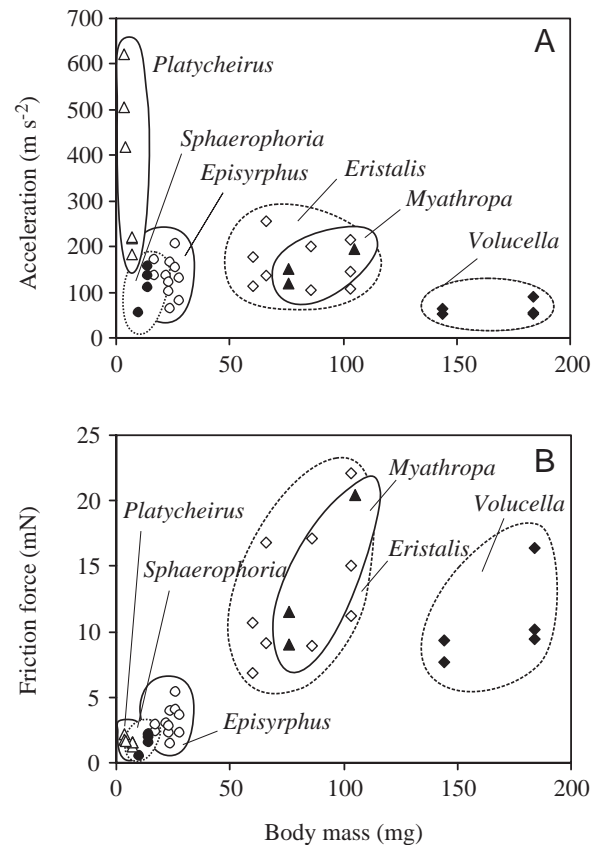 A
700
600
500
400
300
200
100
0
Acceleration (m s⁻²)
Platycheirus
Sphaerophoria
Episyrphus
Eristalis
Myathropa
Volucella
0 50 100 150 200
B
25
20
15
10
5
0
Friction force (mN)
Myathropa
Volucella
Platycheirus
Eristalis
Sphaerophoria
Episyrphus
0 50 100 150 200
Body mass (mg)